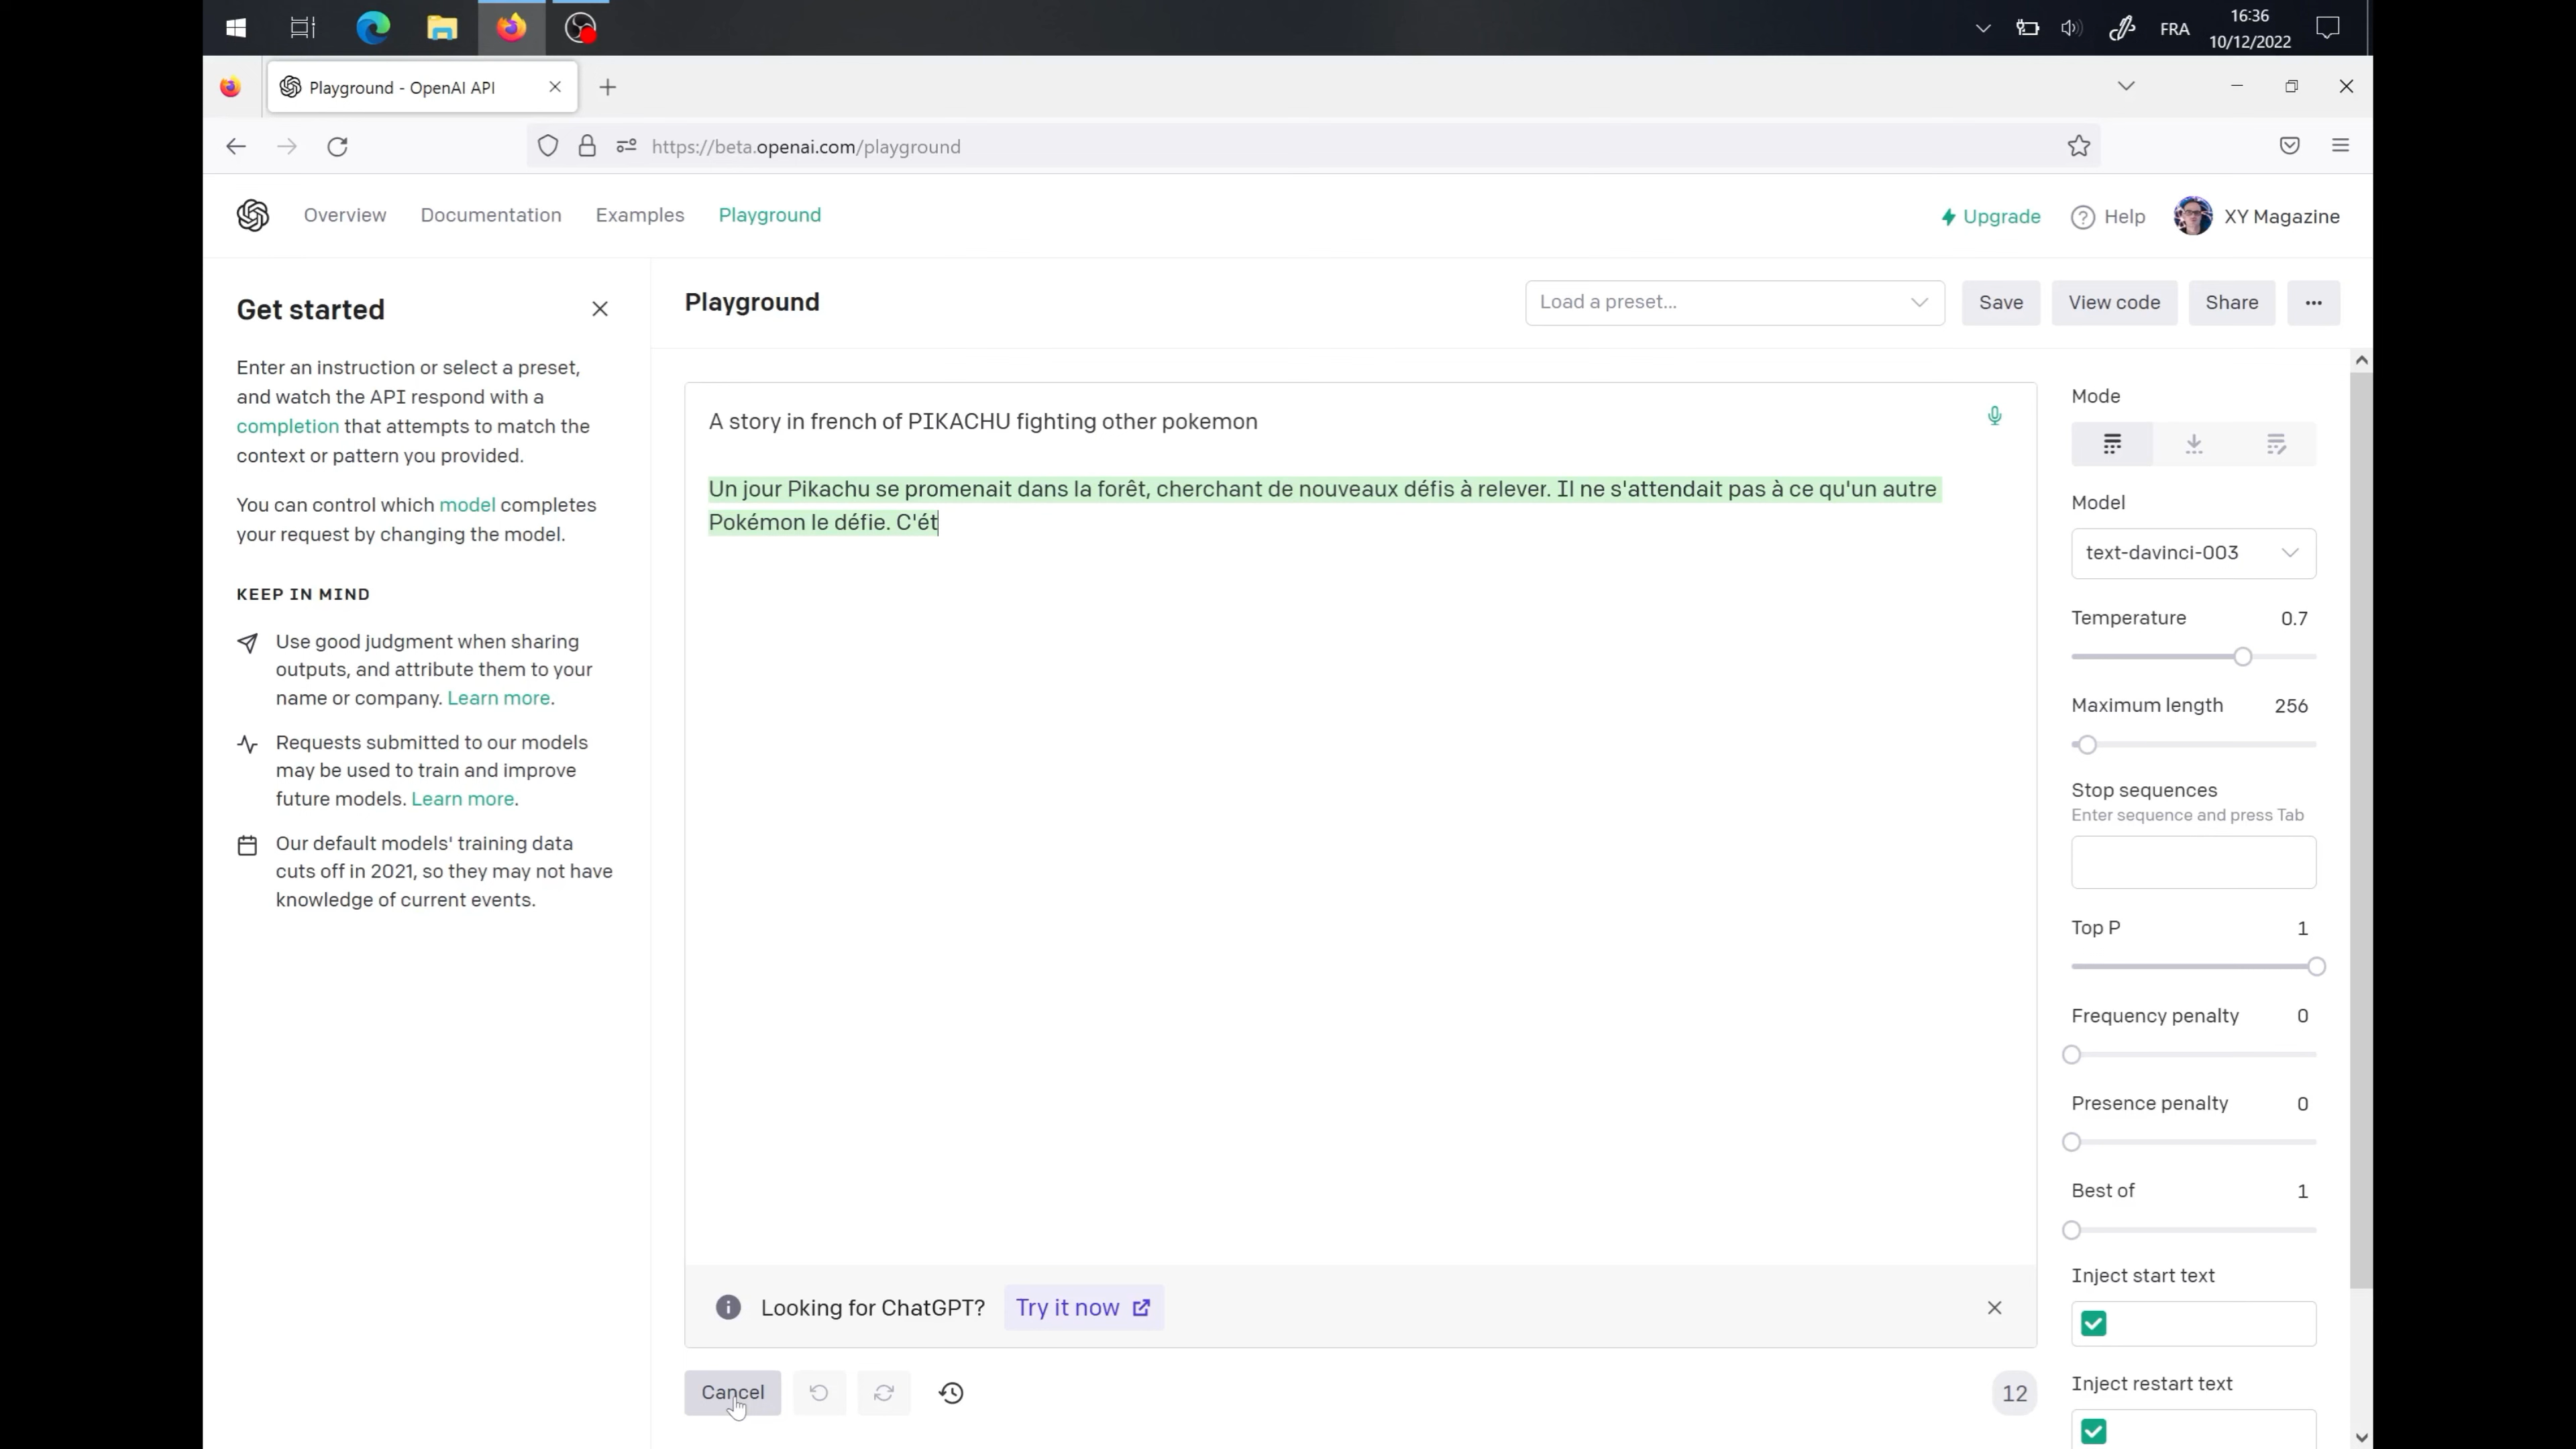 FRA
16:36
10/12/2022
Playground - OpenAI API
https://beta.openai.com/playground
Overview
Documentation
Examples
Playground
Upgrade
Help
XY Magazine
Get started
Enter an instruction or select a preset,
and watch the API respond with a
completion that attempts to match the
context or pattern you provided.
You can control which model completes
your request by changing the model.
KEEP IN MIND
Use good judgment when sharing
outputs, and attribute them to your
name or company. Learn more.
Requests submitted to our models
may be used to train and improve
future models. Learn more.
Our default models' training data
cuts off in 2021, so they may not have
knowledge of current events.
Playground
Load a preset...
Save
View code
Share
A story in french of PIKACHU fighting other pokemon
Un jour Pikachu se promenait dans la forêt, cherchant de nouveaux défis à relever. Il ne s'attendait pas à ce qu'un autre
Pokémon le défie. C'ét
Looking for ChatGPT?
Try it now
Cancel
12
Mode
Model
text-davinci-003
Temperature 0.7
Maximum length 256
Stop sequences
Enter sequence and press Tab
Top P 1
Frequency penalty 0
Presence penalty 0
Best of 1
Inject start text
Inject restart text